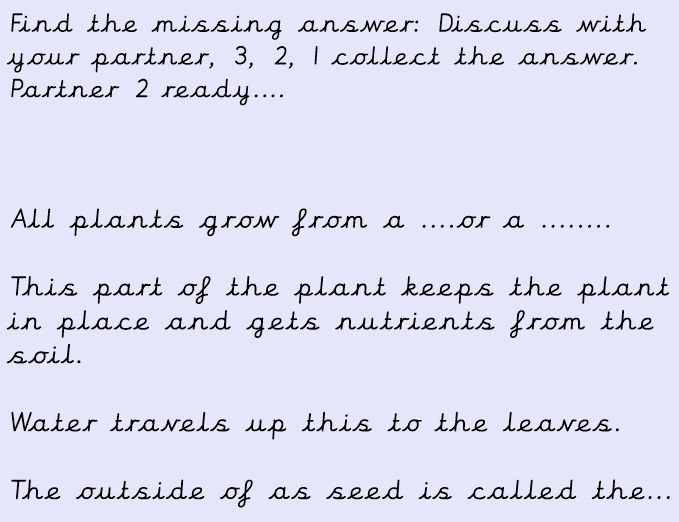 Find the missing answer: Discuss with
your partner, 3, 2, 1 collect the answer.
Partner 2 ready....
All plants grow from a ....or a ........
This part of the plant keeps the plant
in place and gets nutrients from the
soil.
Water travels up this to the leaves.
The outside of as seed is called the...